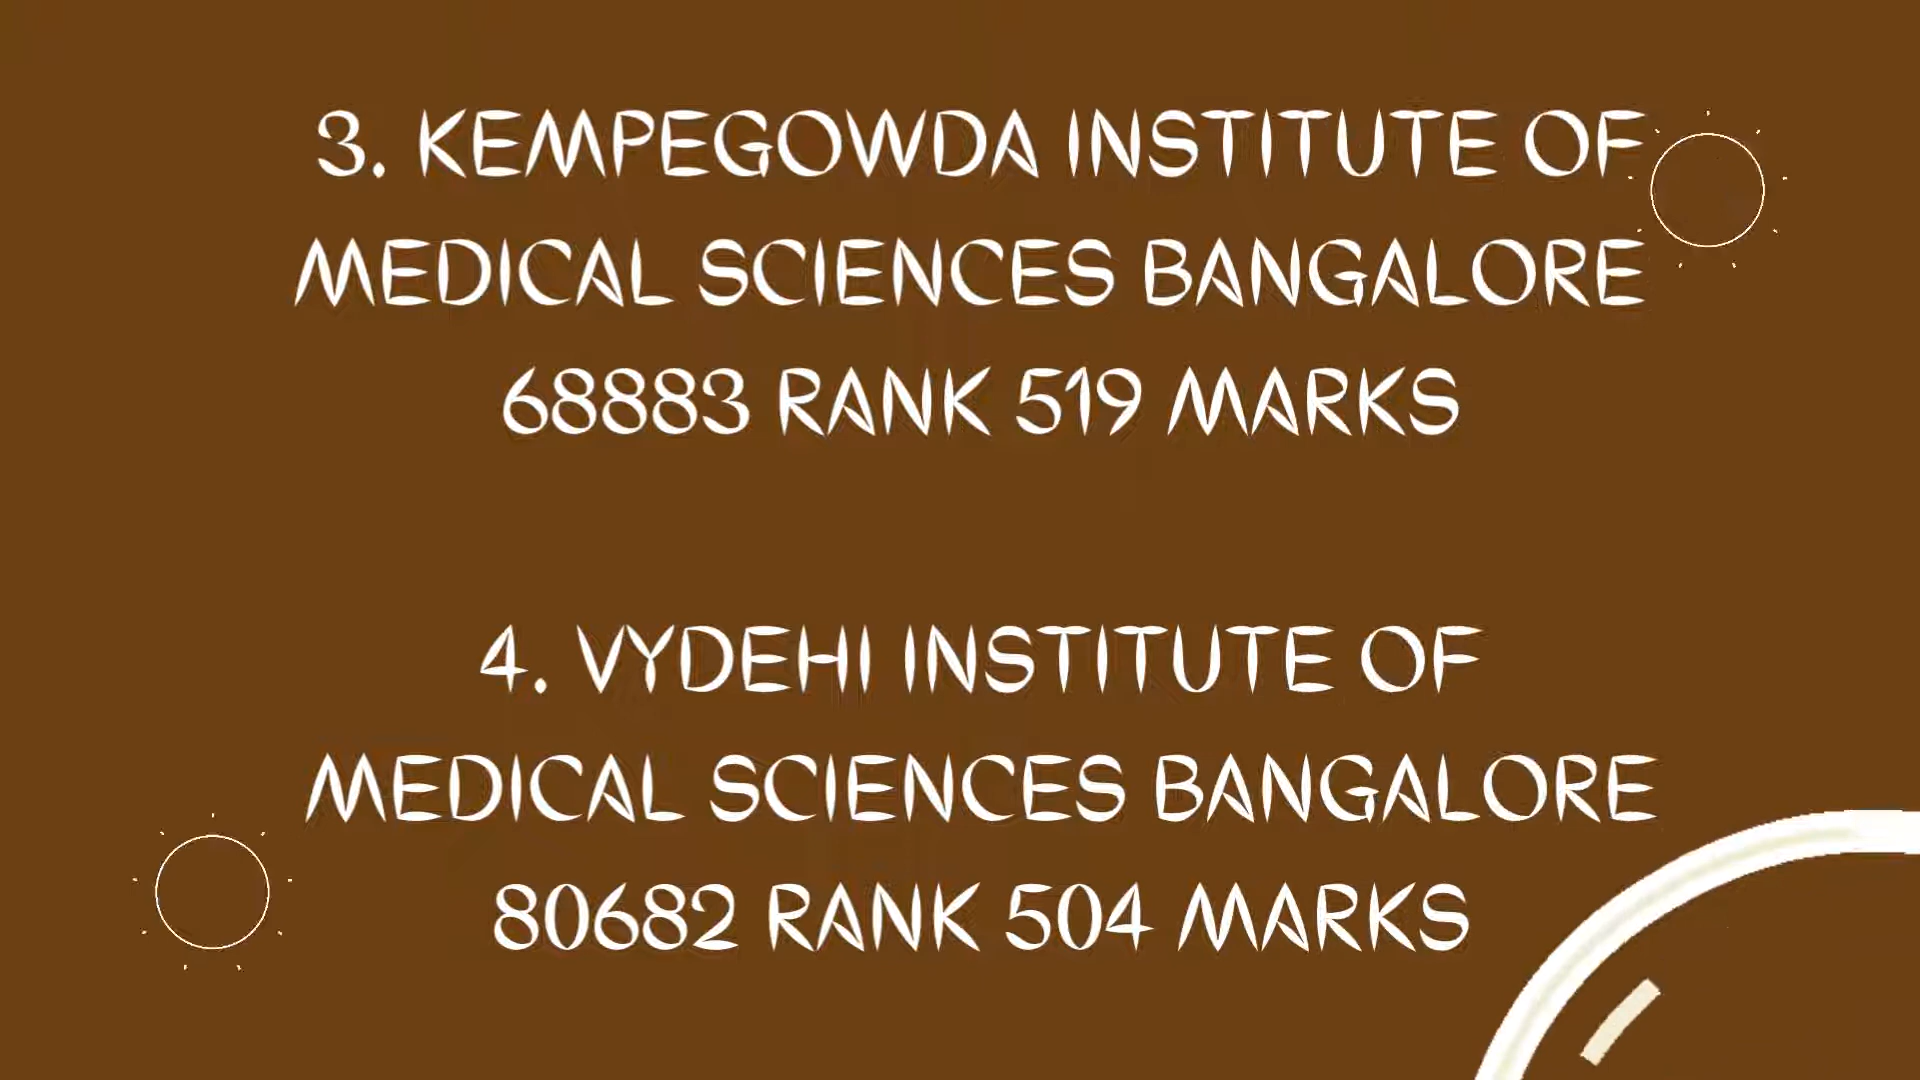 3. KEMPEGOWDA INSTITUTE OF
MEDICAL SCIENCES BANGALORE
68883 RANK 519 MARKS
4. VYDEHI INSTITUTE OF
MEDICAL SCIENCES BANGALORE
80682 RANK 504 MARKS